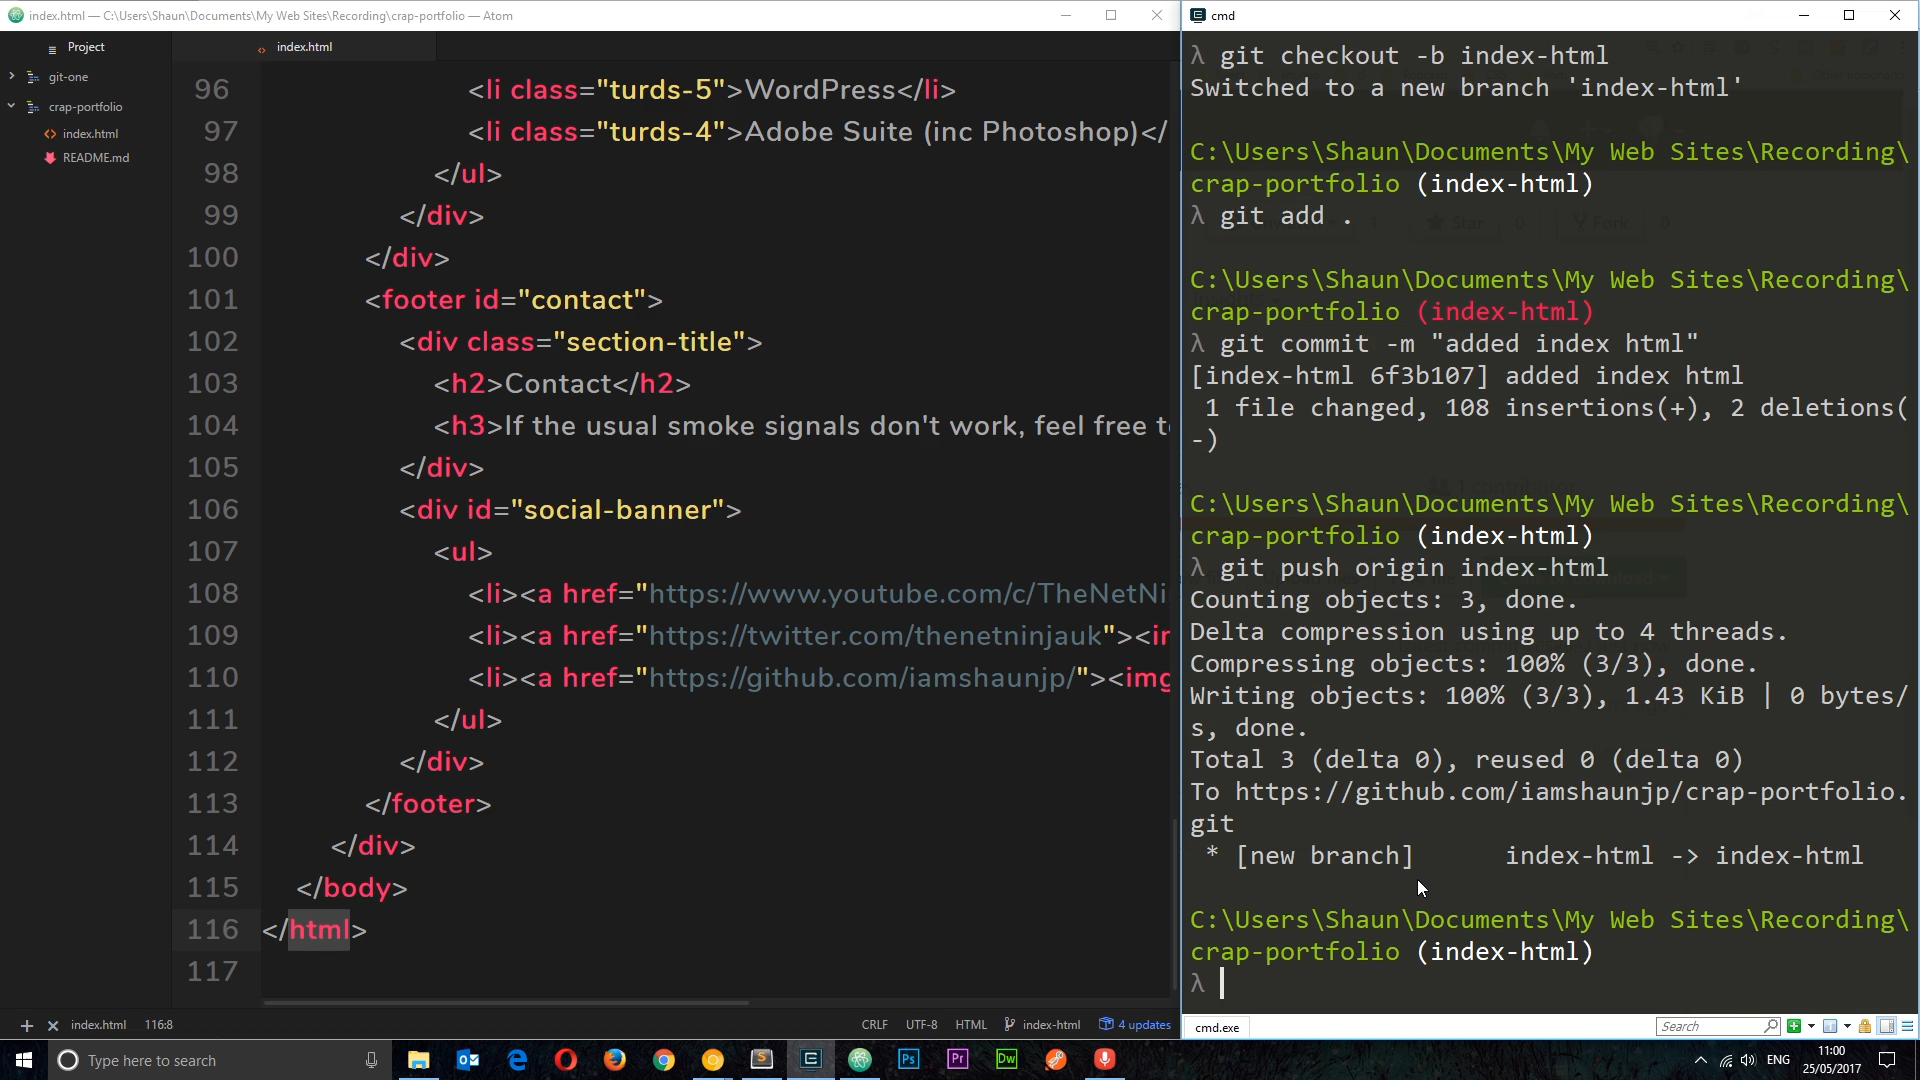 index.html — C:\Users\Shaun\Documents\My Web Sites\Recording\crap-portfolio — Atom
Project
git-one
crap-portfolio
index.html
README.md
index.html
96 <li class="turds-5">WordPress</li>
97 <li class="turds-4">Adobe Suite (inc Photoshop)</
98 </ul>
99 </div>
100 </div>
101 <footer id="contact">
102 <div class="section-title">
103 <h2>Contact</h2>
104 <h3>If the usual smoke signals don't work, feel free
105 </div>
106 <div id="social-banner">
107 <ul>
108 <li><a href="https://www.youtube.com/c/TheNetNi
109 <li><a href="https://twitter.com/thenetninjauk"><i
110 <li><a href="https://github.com/iamshaunjp/"><img
111 </ul>
112 </div>
113 </footer>
114 </div>
115 </body>
116 </html>
117
index.html 116:8
CRLF UTF-8 HTML index-html 4 updates
cmd
λ git checkout -b index-html
Switched to a new branch 'index-html'
C:\Users\Shaun\Documents\My Web Sites\Recording\
crap-portfolio (index-html)
λ git add .
C:\Users\Shaun\Documents\My Web Sites\Recording\
crap-portfolio (index-html)
λ git commit -m "added index html"
[index-html 6f3b107] added index html
1 file changed, 108 insertions(+), 2 deletions(
-)
C:\Users\Shaun\Documents\My Web Sites\Recording\
crap-portfolio (index-html)
λ git push origin index-html
Counting objects: 3, done.
Delta compression using up to 4 threads.
Compressing objects: 100% (3/3), done.
Writing objects: 100% (3/3), 1.43 KiB | 0 bytes/
s, done.
Total 3 (delta 0), reused 0 (delta 0)
To https://github.com/iamshaunjp/crap-portfolio.
git
* [new branch] index-html -> index-html
C:\Users\Shaun\Documents\My Web Sites\Recording\
crap-portfolio (index-html)
λ
cmd.exe
Search
Type here to search
Ps
Pr
Dw
ENG
11:00
25/05/2017